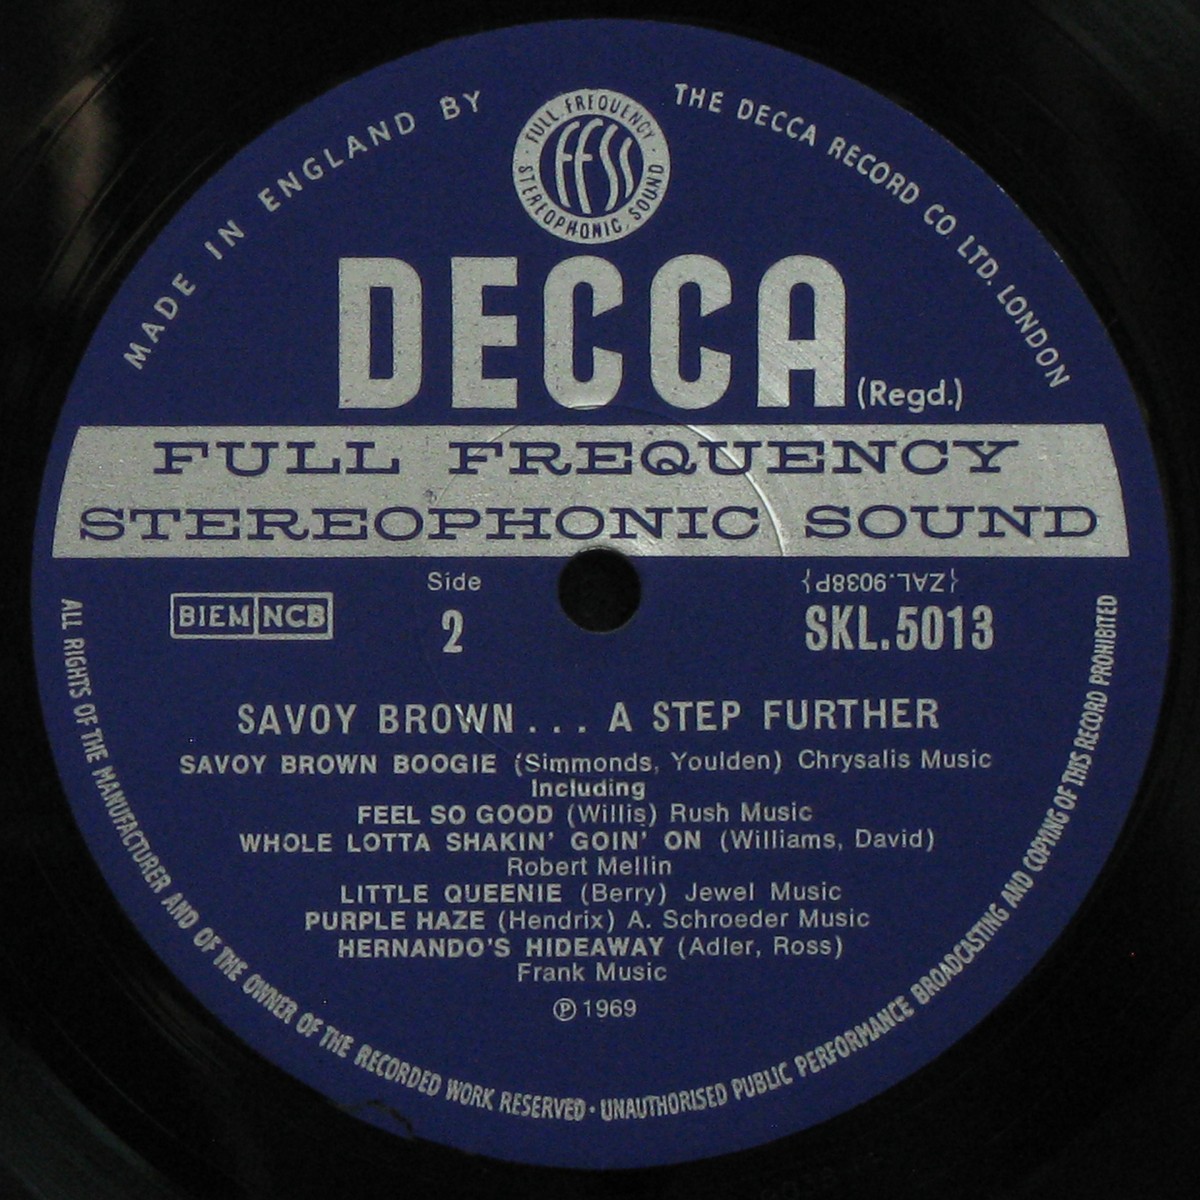 MADE IN ENGLAND BY
THE DECCA RECORD CO LTD. LONDON
· FULL FREQUENCY ·
STEREOPHONIC SOUND
FFSS
DECCA (Regd.)
FULL FREQUENCY
STEREOPHONIC SOUND
BIEM NCB
Side
2
{ZAL.9038P}
SKL.5013
SAVOY BROWN . . . A STEP FURTHER
SAVOY BROWN BOOGIE (Simmonds, Youlden) Chrysalis Music
Including
FEEL SO GOOD (Willis) Rush Music
WHOLE LOTTA SHAKIN' GOIN' ON (Williams, David)
Robert Mellin
LITTLE QUEENIE (Berry) Jewel Music
PURPLE HAZE (Hendrix) A. Schroeder Music
HERNANDO'S HIDEAWAY (Adler, Ross)
Frank Music
℗ 1969
ALL RIGHTS OF THE MANUFACTURER AND OF THE OWNER OF THE RECORDED WORK RESERVED · UNAUTHORISED PUBLIC PERFORMANCE BROADCASTING AND COPYING OF THIS RECORD PROHIBITED